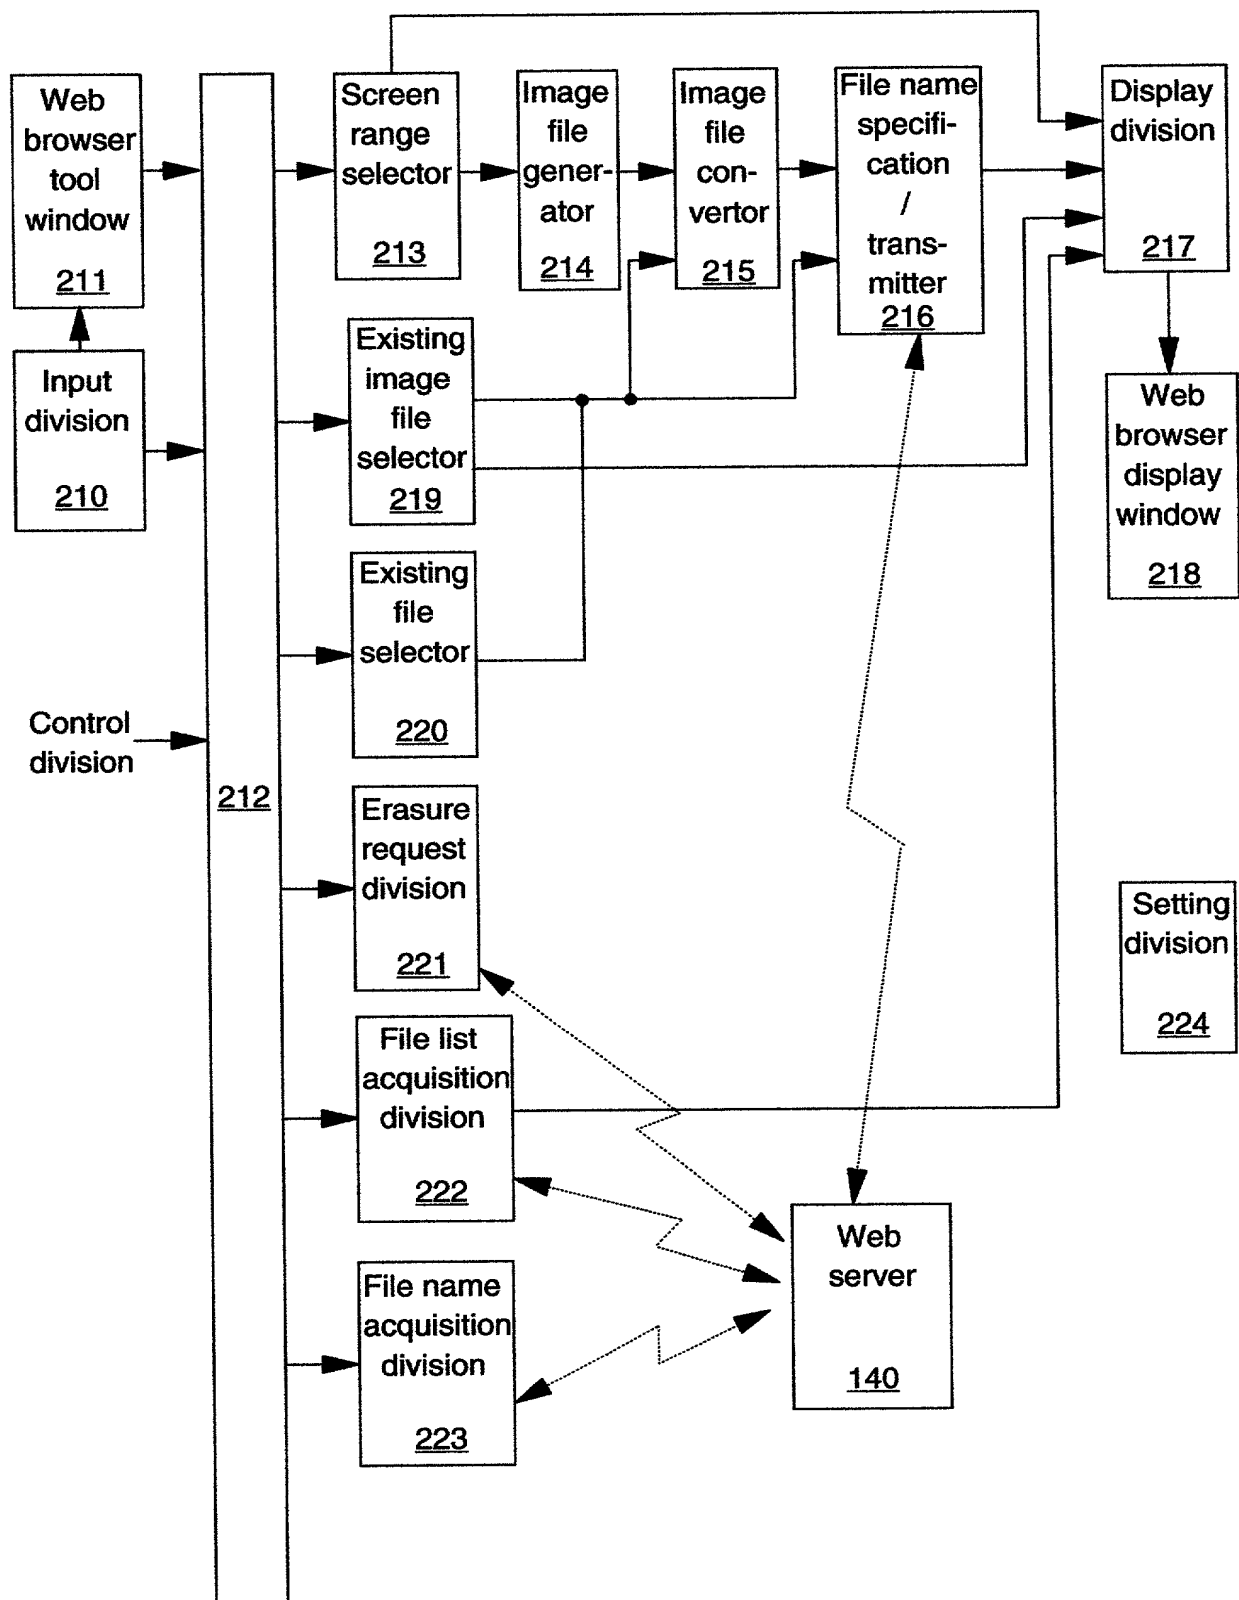 Web
browser
tool
window
211
Input
division
210
Control
division
212
Screen
range
selector
213
Image
file
gener-
ator
214
Image
file
con-
vertor
215
File name
specifi-
cation
/
trans-
mitter
216
Display
division
217
Web
browser
display
window
218
Existing
image
file
selector
219
Existing
file
selector
220
Erasure
request
division
221
File list
acquisition
division
222
File name
acquisition
division
223
Web
server
140
Setting
division
224